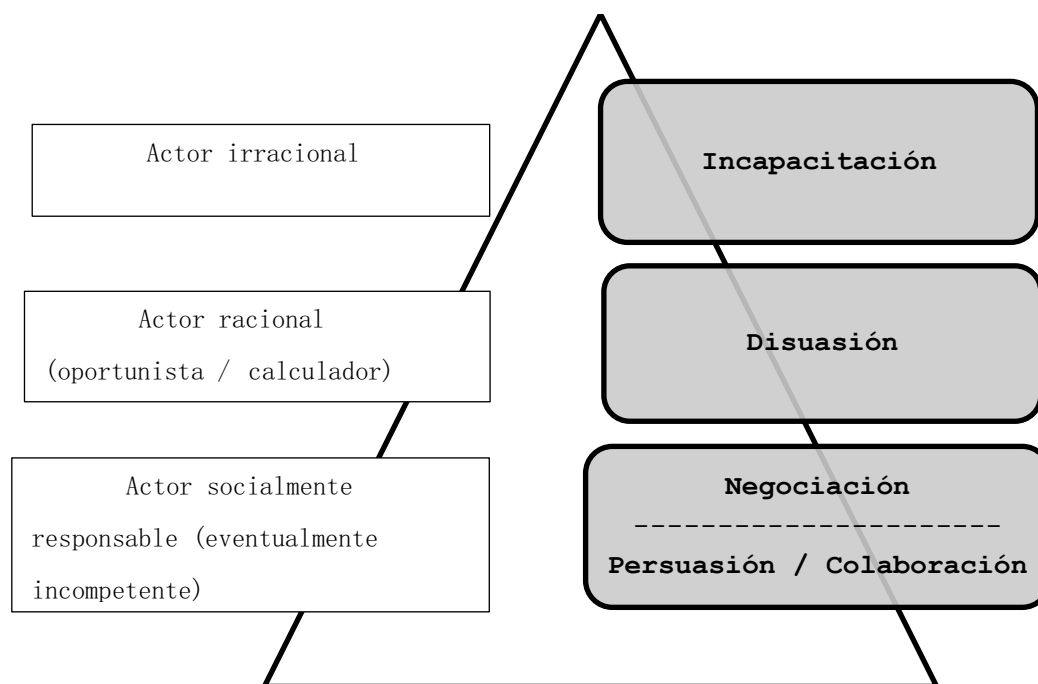 Actor irracional
Incapacitación
Actor racional
(oportunista / calculador)
Disuasión
Actor socialmente
responsable (eventualmente
incompetente)
Negociación
----------------------
Persuasión / Colaboración